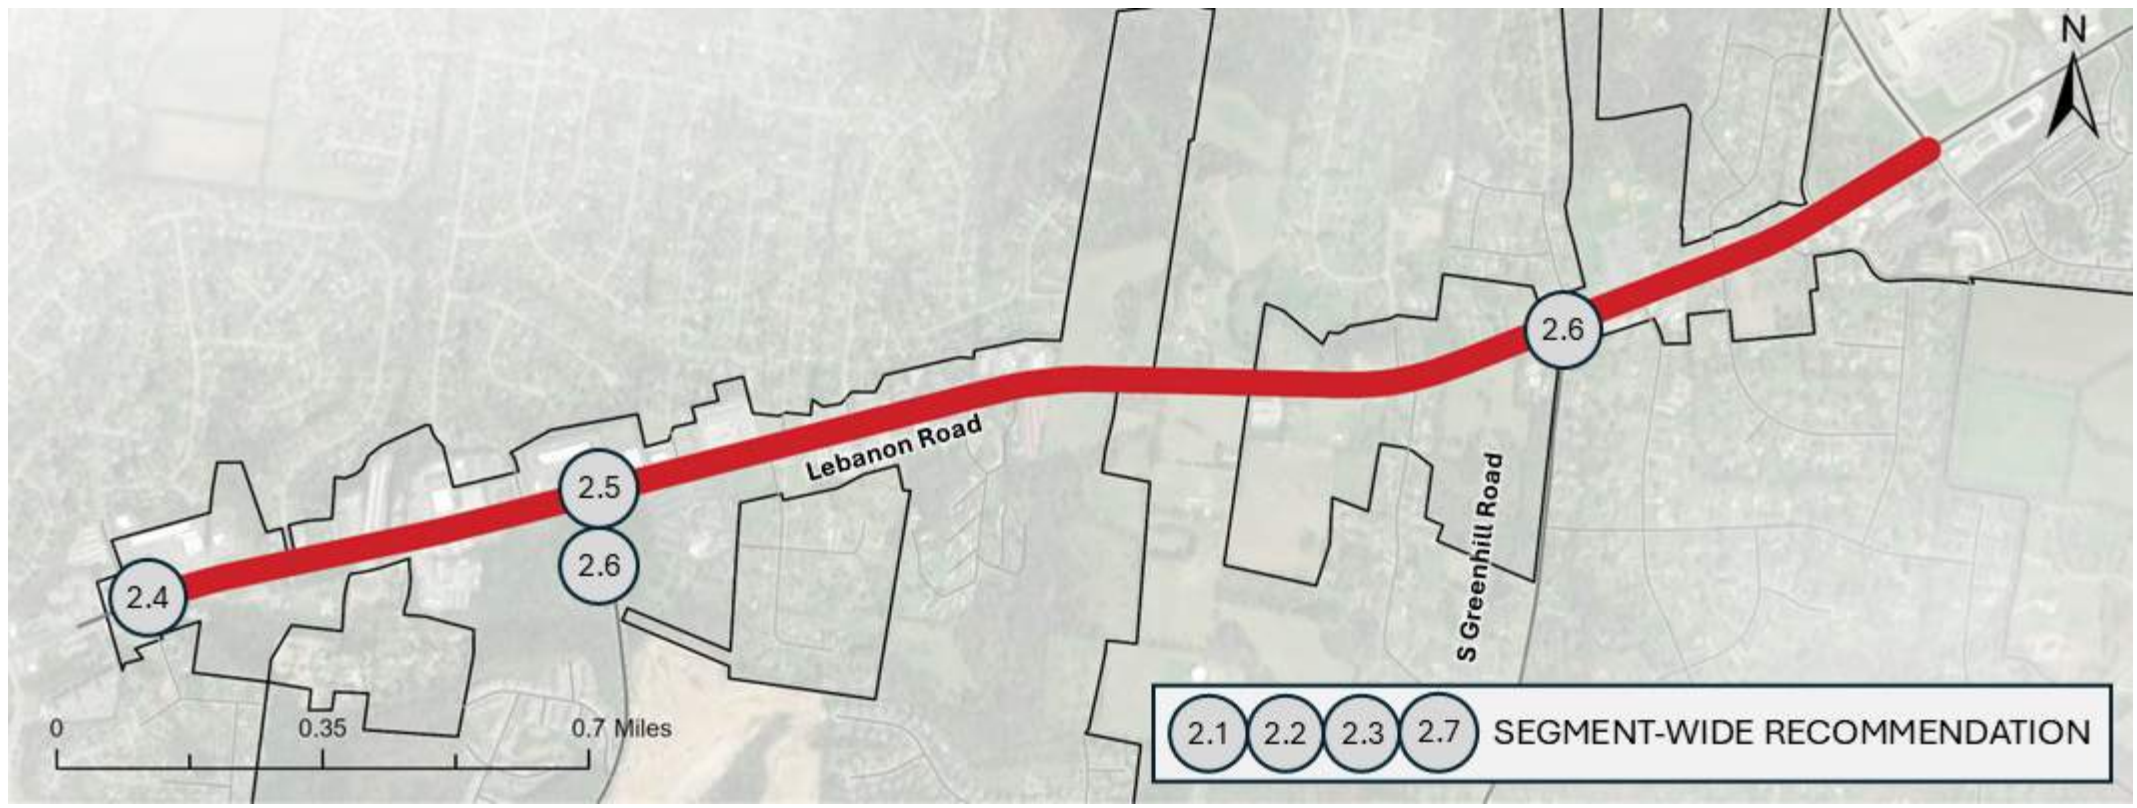 N
2.6
2.5
Lebanon Road
2.6
2.4
S Greenhill Road
0 0.35 0.7 Miles
2.1 2.2 2.3 2.7 SEGMENT-WIDE RECOMMENDATION